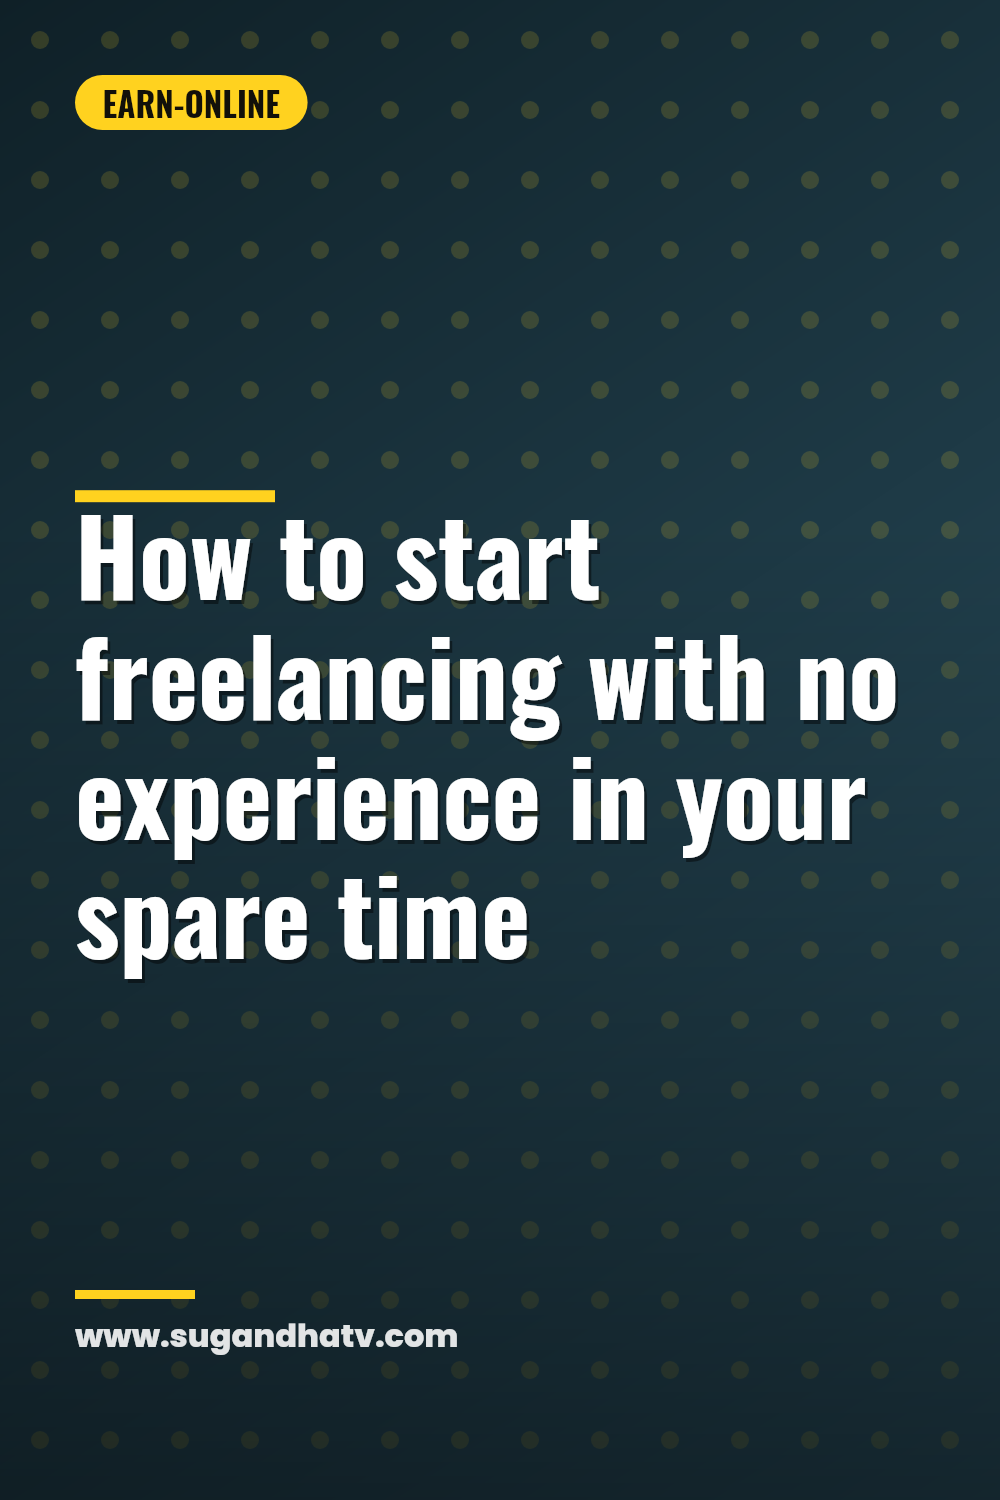 EARN-ONLINE
How to start
freelancing with no
experience in your
spare time
www.sugandhatv.com